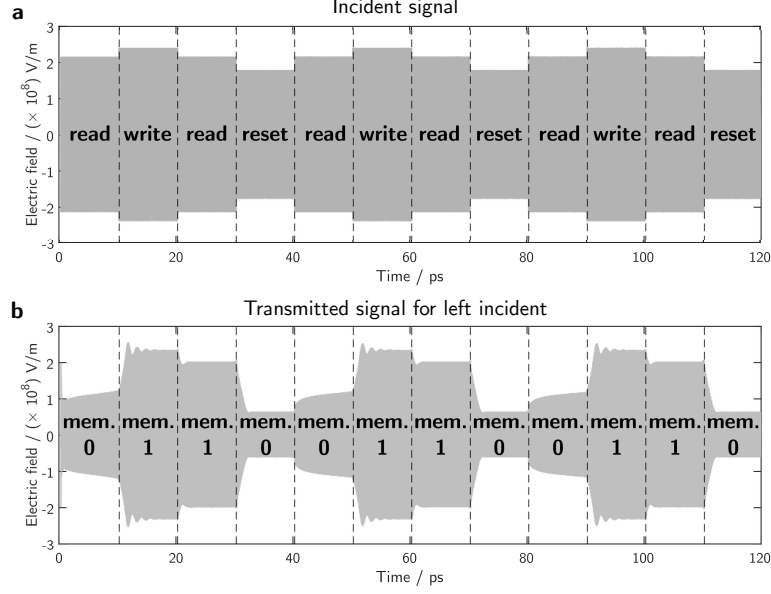 a
Incident signal
3
2
1
0
-1
-2
-3
Electric field / (× 10⁸) V/m
read write read reset read write read reset read write read reset
0 20 40 60 80 100 120
Time / ps
b
Transmitted signal for left incident
3
2
1
0
-1
-2
-3
Electric field / (× 10⁸) V/m
mem. mem. mem. mem. mem. mem. mem. mem. mem. mem. mem. mem.
0 1 1 0 0 1 1 0 0 1 1 0
0 20 40 60 80 100 120
Time / ps